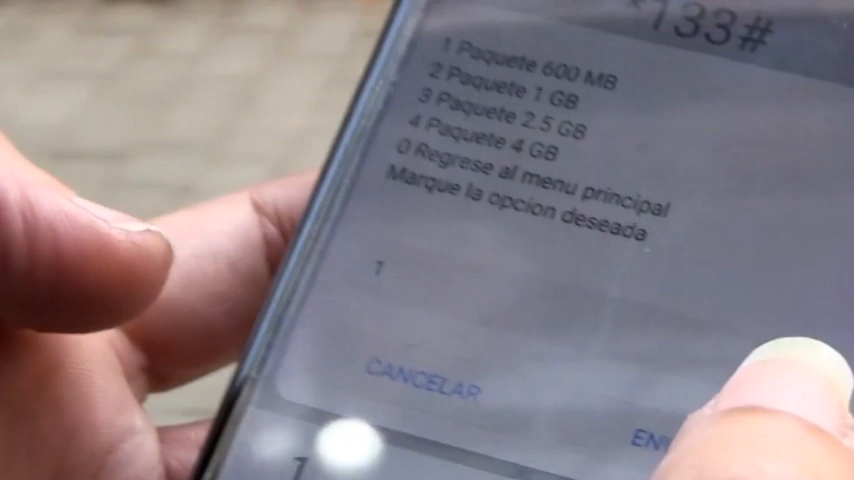 *133#
1 Paquete 600 MB
2 Paquete 1 GB
3 Paquete 2.5 GB
4 Paquete 4 GB
0 Regrese al menu principal
Marque la opcion deseada
1
CANCELAR
1